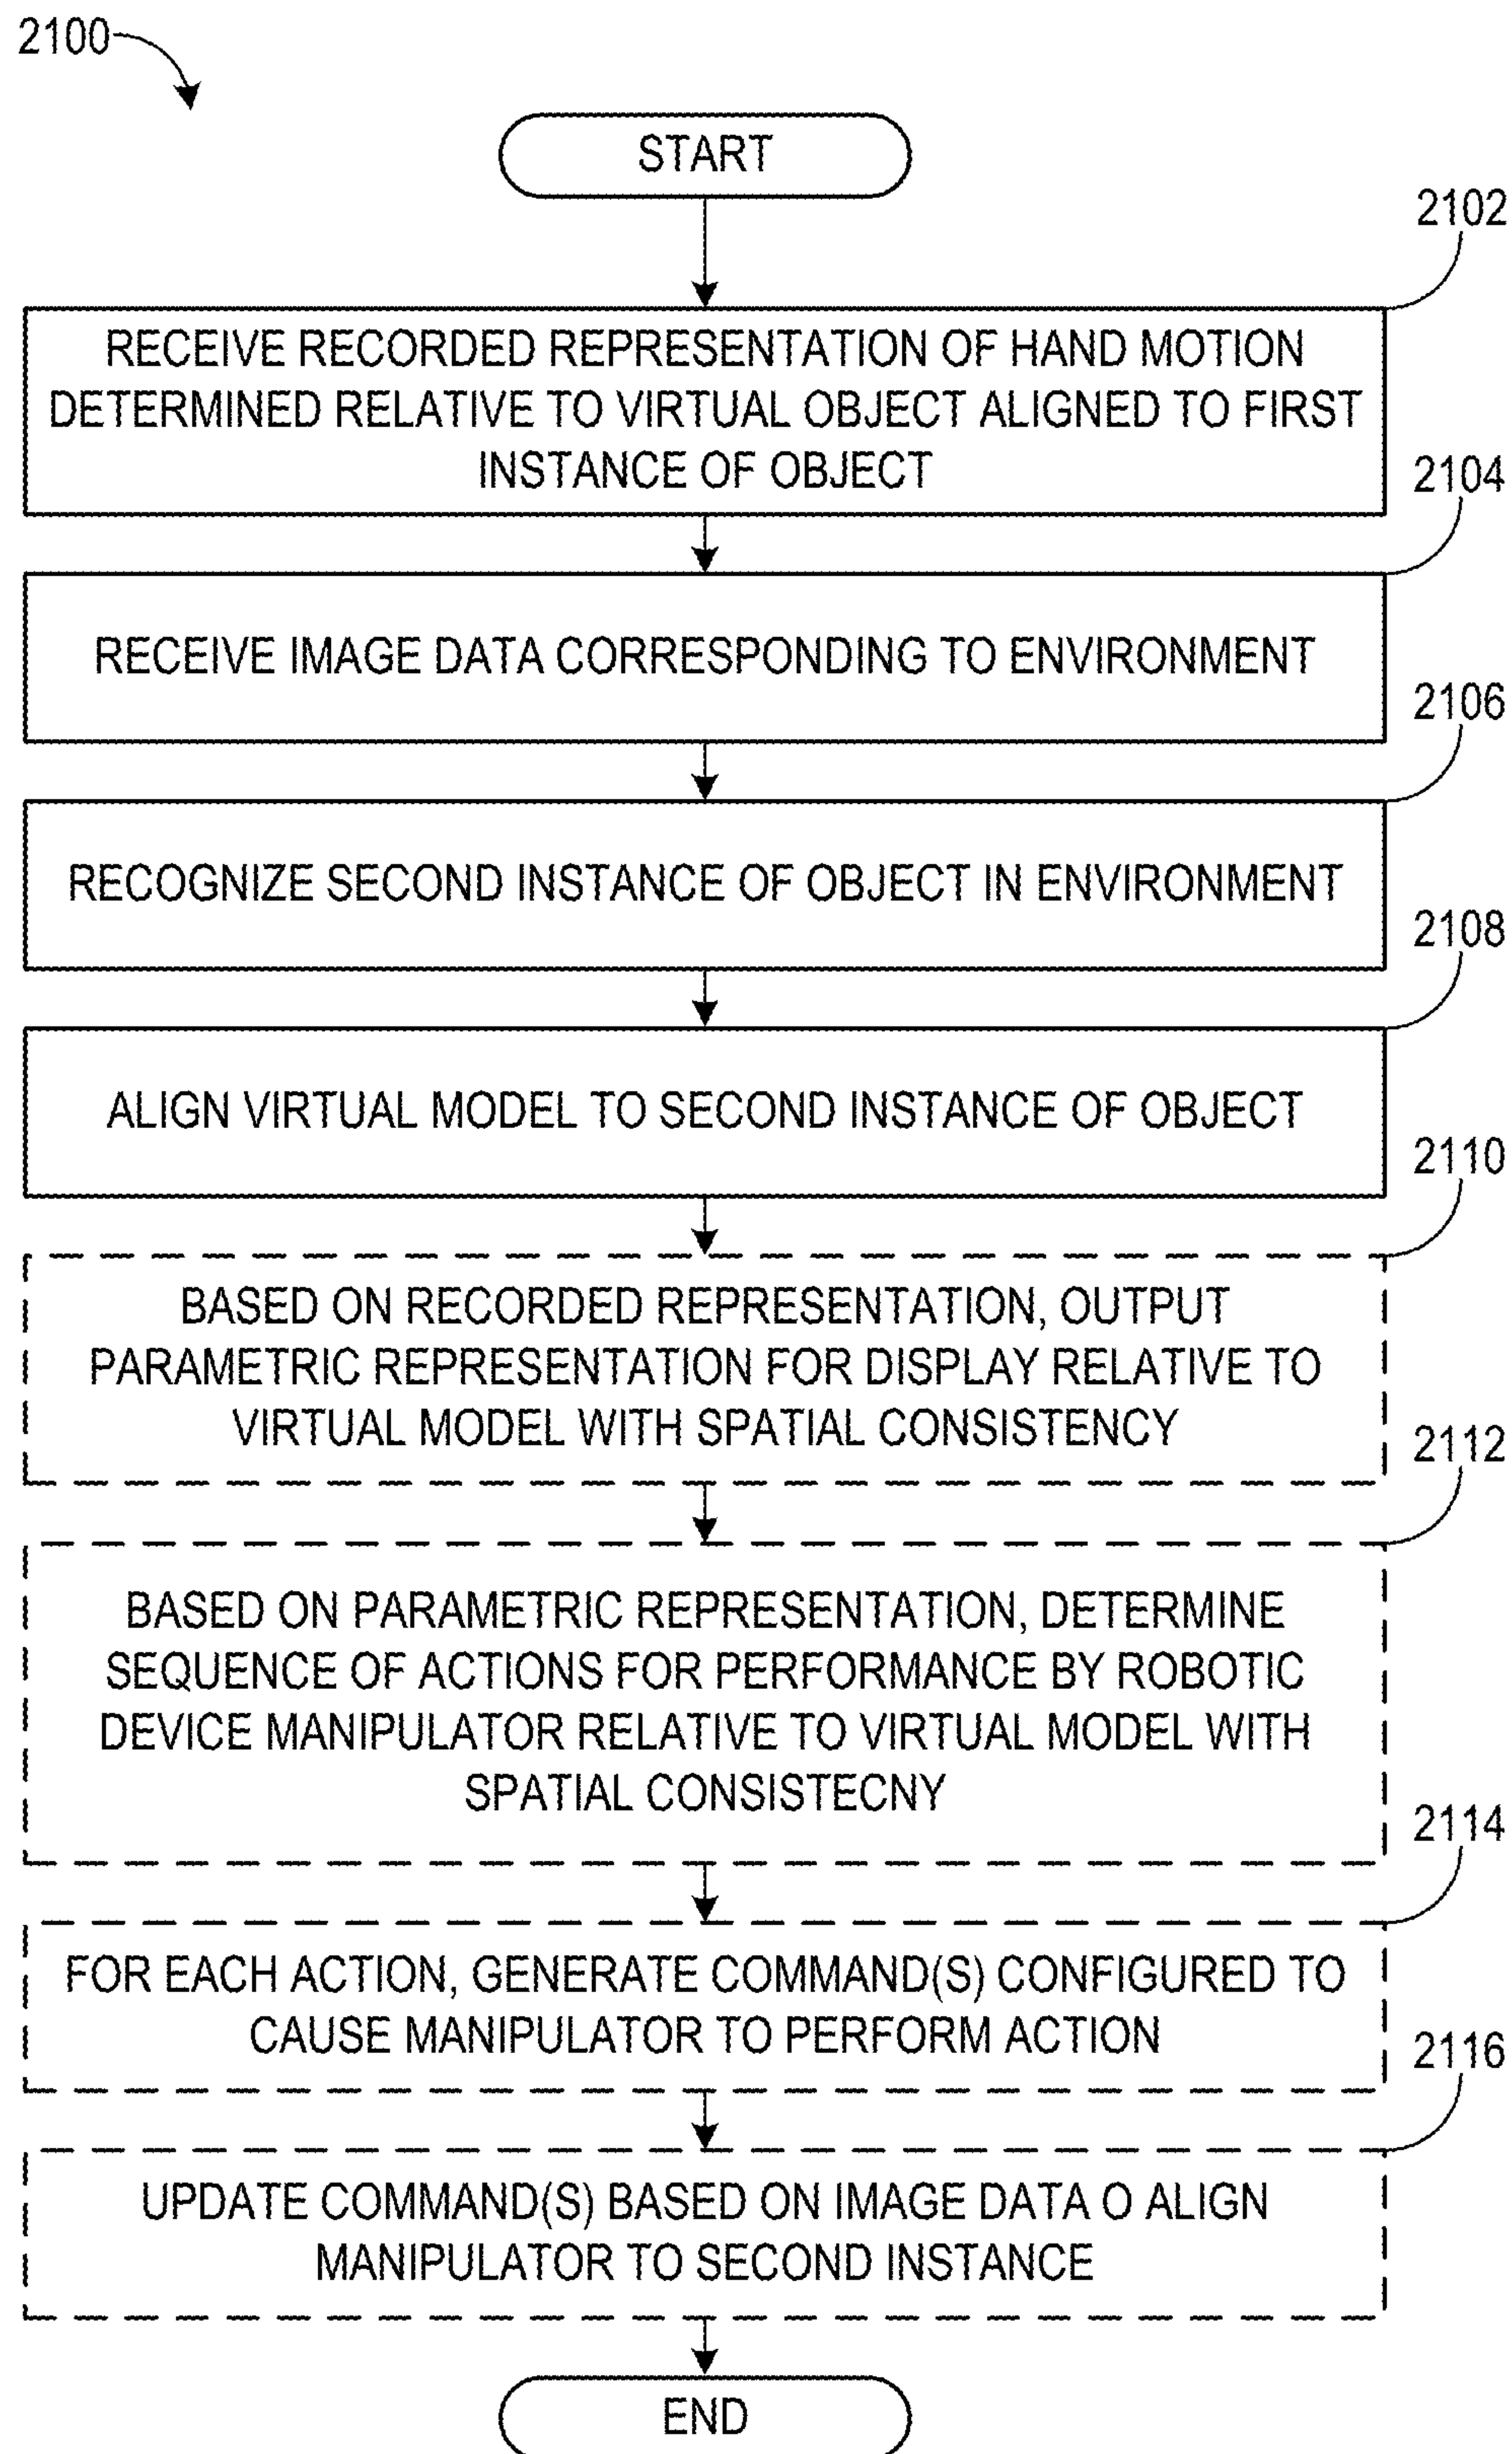 2100
START
2102
RECEIVE RECORDED REPRESENTATION OF HAND MOTION
DETERMINED RELATIVE TO VIRTUAL OBJECT ALIGNED TO FIRST
INSTANCE OF OBJECT
2104
RECEIVE IMAGE DATA CORRESPONDING TO ENVIRONMENT
2106
RECOGNIZE SECOND INSTANCE OF OBJECT IN ENVIRONMENT
2108
ALIGN VIRTUAL MODEL TO SECOND INSTANCE OF OBJECT
2110
BASED ON RECORDED REPRESENTATION, OUTPUT
PARAMETRIC REPRESENTATION FOR DISPLAY RELATIVE TO
VIRTUAL MODEL WITH SPATIAL CONSISTENCY
2112
BASED ON PARAMETRIC REPRESENTATION, DETERMINE
SEQUENCE OF ACTIONS FOR PERFORMANCE BY ROBOTIC
DEVICE MANIPULATOR RELATIVE TO VIRTUAL MODEL WITH
SPATIAL CONSISTECNY
2114
FOR EACH ACTION, GENERATE COMMAND(S) CONFIGURED TO
CAUSE MANIPULATOR TO PERFORM ACTION
2116
UPDATE COMMAND(S) BASED ON IMAGE DATA O ALIGN
MANIPULATOR TO SECOND INSTANCE
END